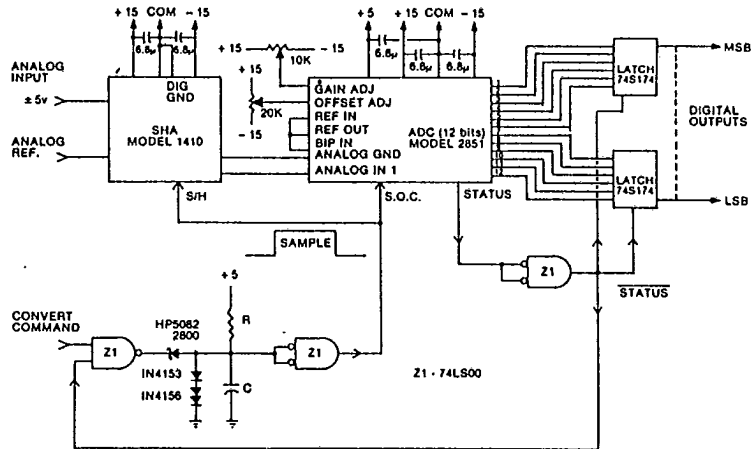 + 15 COM - 15
6.8μ 6.8μ
+ 5 + 15 COM - 15
6.8μ 6.8μ 6.8μ
+ 15 - 15
10K
+ 15
20K
- 15
ANALOG
INPUT
± 5v
ANALOG
REF.
DIG
GND
SHA
MODEL 1410
S/H
GAIN ADJ
OFFSET ADJ
REF IN
REF OUT
BIP IN
ANALOG GND
ANALOG IN 1
ADC (12 bits)
MODEL 2851
S.O.C.
STATUS
LATCH
74S174
MSB
DIGITAL
OUTPUTS
LATCH
74S174
LSB
SAMPLE
Z1
STATUS
+ 5
R
CONVERT
COMMAND
Z1
HP5082
2800
IN4153
IN4156
C
Z1
Z1 - 74LS00